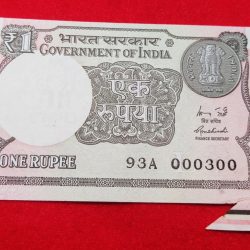 ₹1 भारत सरकार
GOVERNMENT OF INDIA
एक
रुपया
वित्त सचिव
FINANCE SECRETARY
ONE RUPEE 93A 000300